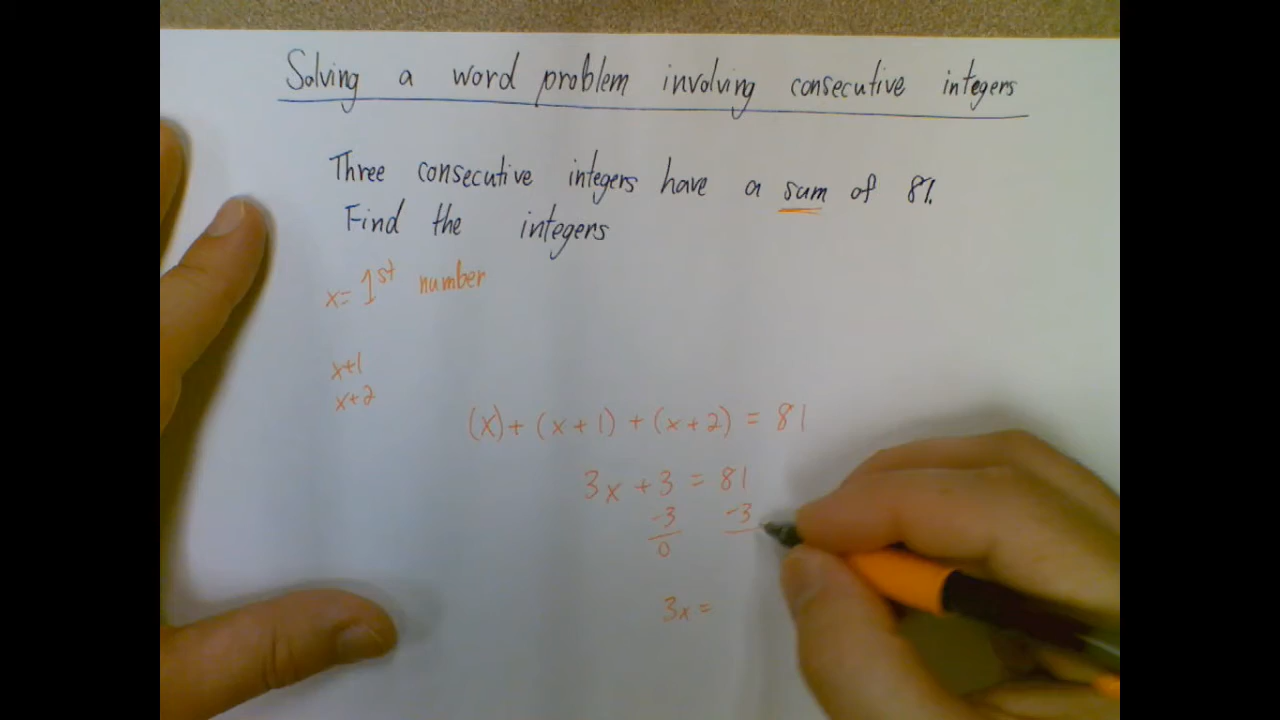 Solving a word problem involving consecutive integers
Three consecutive integers have a sum of 81.
Find the integers
x= 1st number
x+1
x+2
(x)+ (x+1) + (x+2) = 81
3x +3 = 81
-3 -3
0
3x =